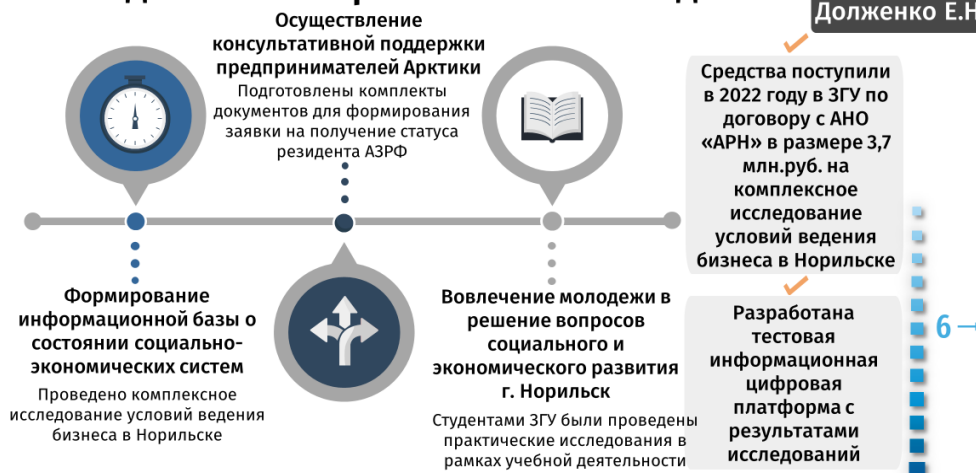 Долженко Е.Н
Осуществление
консультативной поддержки
предпринимателей Арктики
Подготовлены комплекты
документов для формирования
заявки на получение статуса
резидента АЗРФ
Формирование
информационной базы о
состоянии социально-
экономических систем
Проведено комплексное
исследование условий ведения
бизнеса в Норильске
Вовлечение молодежи в
решение вопросов
социального и
экономического развития
г. Норильск
Студентами ЗГУ были проведены
практические исследования в
рамках учебной деятельности
Средства поступили
в 2022 году в ЗГУ по
договору с АНО
«АРН» в размере 3,7
млн.руб. на
комплексное
исследование
условий ведения
бизнеса в Норильске
Разработана
тестовая
информационная
цифровая
платформа с
результатами
исследований
6